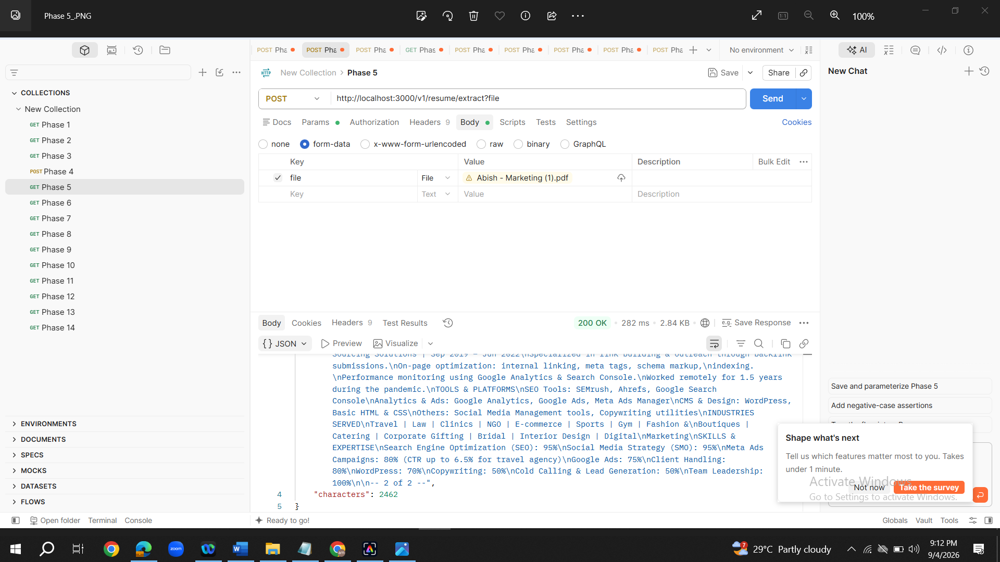 Phase 5_.PNG
100%
POST Pha
POST Pha
POST Pha
GET Phas
POST Pha
POST Pha
POST Pha
POST Pha
POST Pha
No environment
AI
New Collection > Phase 5
Save
Share
New Chat
COLLECTIONS
New Collection
GET Phase 1
GET Phase 2
GET Phase 3
POST Phase 4
GET Phase 5
GET Phase 6
GET Phase 7
GET Phase 8
GET Phase 9
GET Phase 10
GET Phase 11
GET Phase 12
GET Phase 13
GET Phase 14
ENVIRONMENTS
DOCUMENTS
SPECS
MOCKS
DATASETS
FLOWS
HTTP
POST
http://localhost:3000/v1/resume/extract?file
Send
Docs Params Authorization Headers 9 Body Scripts Tests Settings
Cookies
none form-data x-www-form-urlencoded raw binary GraphQL
Key Value Description Bulk Edit
file File Abish - Marketing (1).pdf
Key Text Value Description
Body Cookies Headers 9 Test Results
200 OK • 282 ms • 2.84 KB
e.g. Save Response
{} JSON Preview Visualize
Sourcing Solutions | Sep 2019 – Jun 2022\nSpecialized in link building & outreach through backlink
submissions.\nOn-page optimization: internal linking, meta tags, schema markup,\nindexing.
\nPerformance monitoring using Google Analytics & Search Console.\nWorked remotely for 1.5 years
during the pandemic.\nTOOLS & PLATFORMS\nSEO Tools: SEMrush, Ahrefs, Google Search
Console\nAnalytics & Ads: Google Analytics, Google Ads, Meta Ads Manager\nCMS & Design: WordPress,
Basic HTML & CSS\nOthers: Social Media Management tools, Copywriting utilities\nINDUSTRIES
SERVED\nTravel | Law | Clinics | NGO | E-commerce | Sports | Gym | Fashion &\nBoutiques |
Catering | Corporate Gifting | Bridal | Interior Design | Digital\nMarketing\nSKILLS &
EXPERTISE\nSearch Engine Optimization (SEO): 95%\nSocial Media Strategy (SMO): 95%\nMeta Ads
Campaigns: 80% (CTR up to 6.5% for travel agency)\nGoogle Ads: 75%\nClient Handling:
80%\nWordPress: 70%\nCopywriting: 50%\nCold Calling & Lead Generation: 50%\nTeam Leadership:
100%\n\n-- 2 of 2 --",
4 "characters": 2462
5 }
Save and parameterize Phase 5
Add negative-case assertions
Shape what's next
Tell us which features matter most to you. Takes
under 1 minute.
Not now
Take the survey
Activate Windows
Go to Settings to activate Windows.
Open folder Terminal Console
Ready to go!
Globals Vault Tools
zoom
am
7
29°C Partly cloudy
9:12 PM
9/4/2026